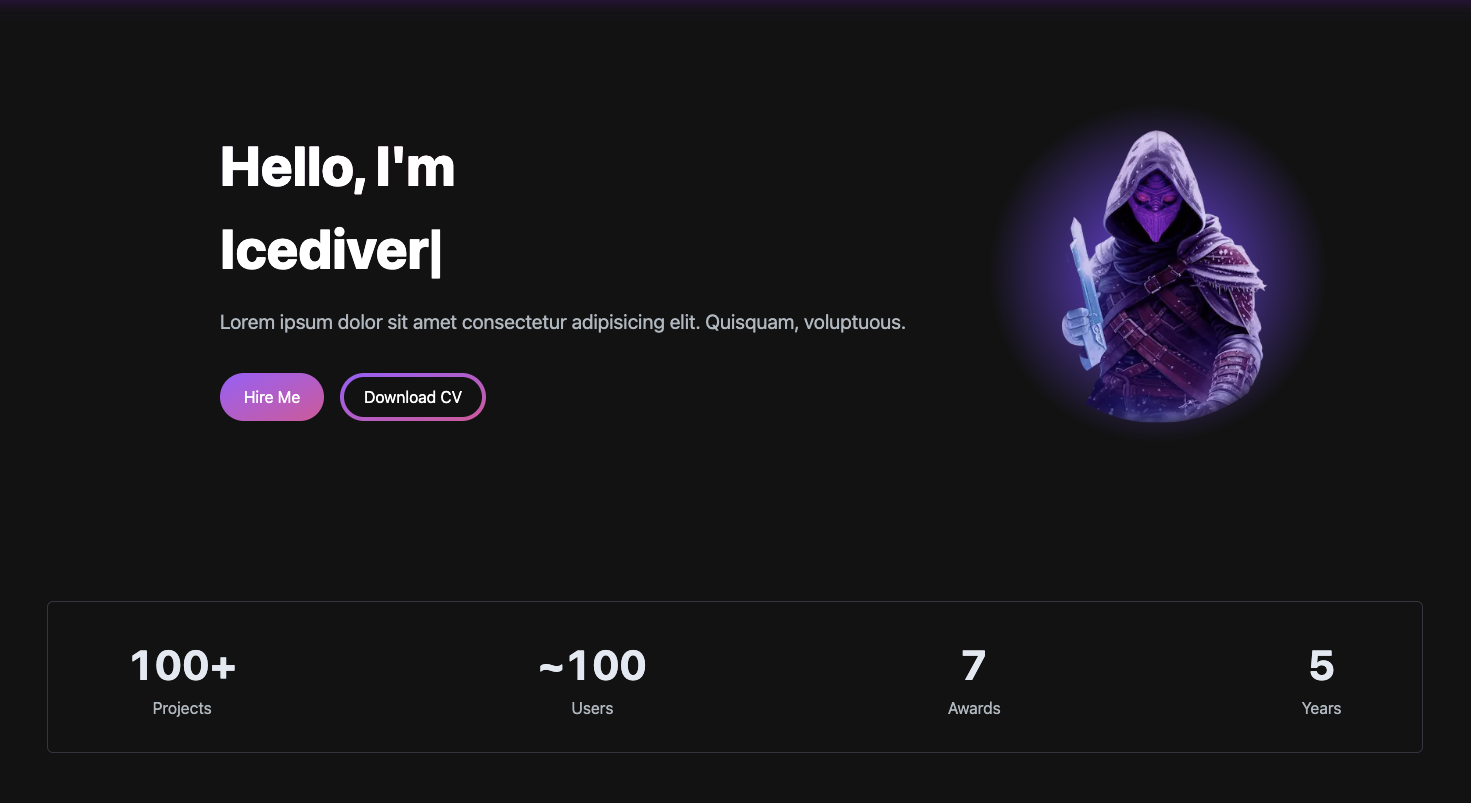 Hello, I'm
Icediver|
Lorem ipsum dolor sit amet consectetur adipisicing elit. Quisquam, voluptuous.
Hire Me
Download CV
100+
Projects
~100
Users
7
Awards
5
Years